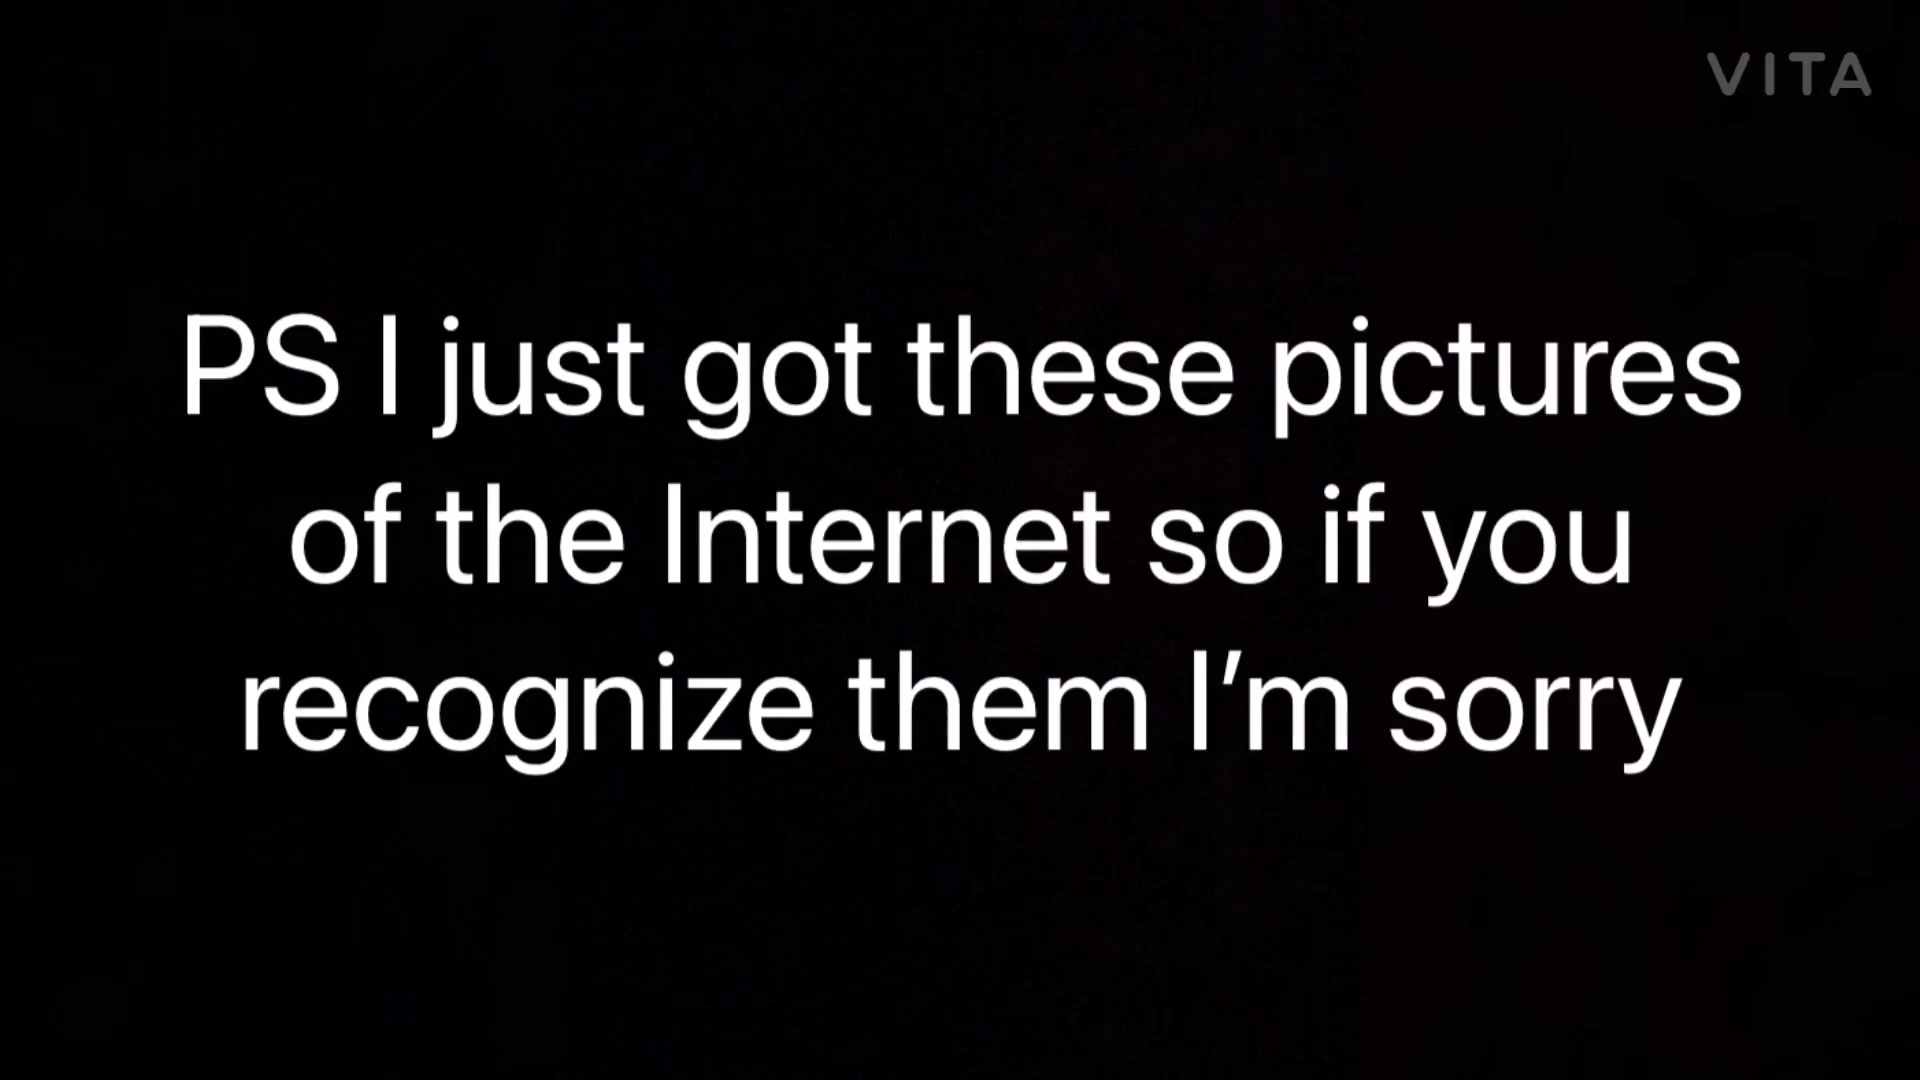 VITA
PS I just got these pictures
of the Internet so if you
recognize them I’m sorry